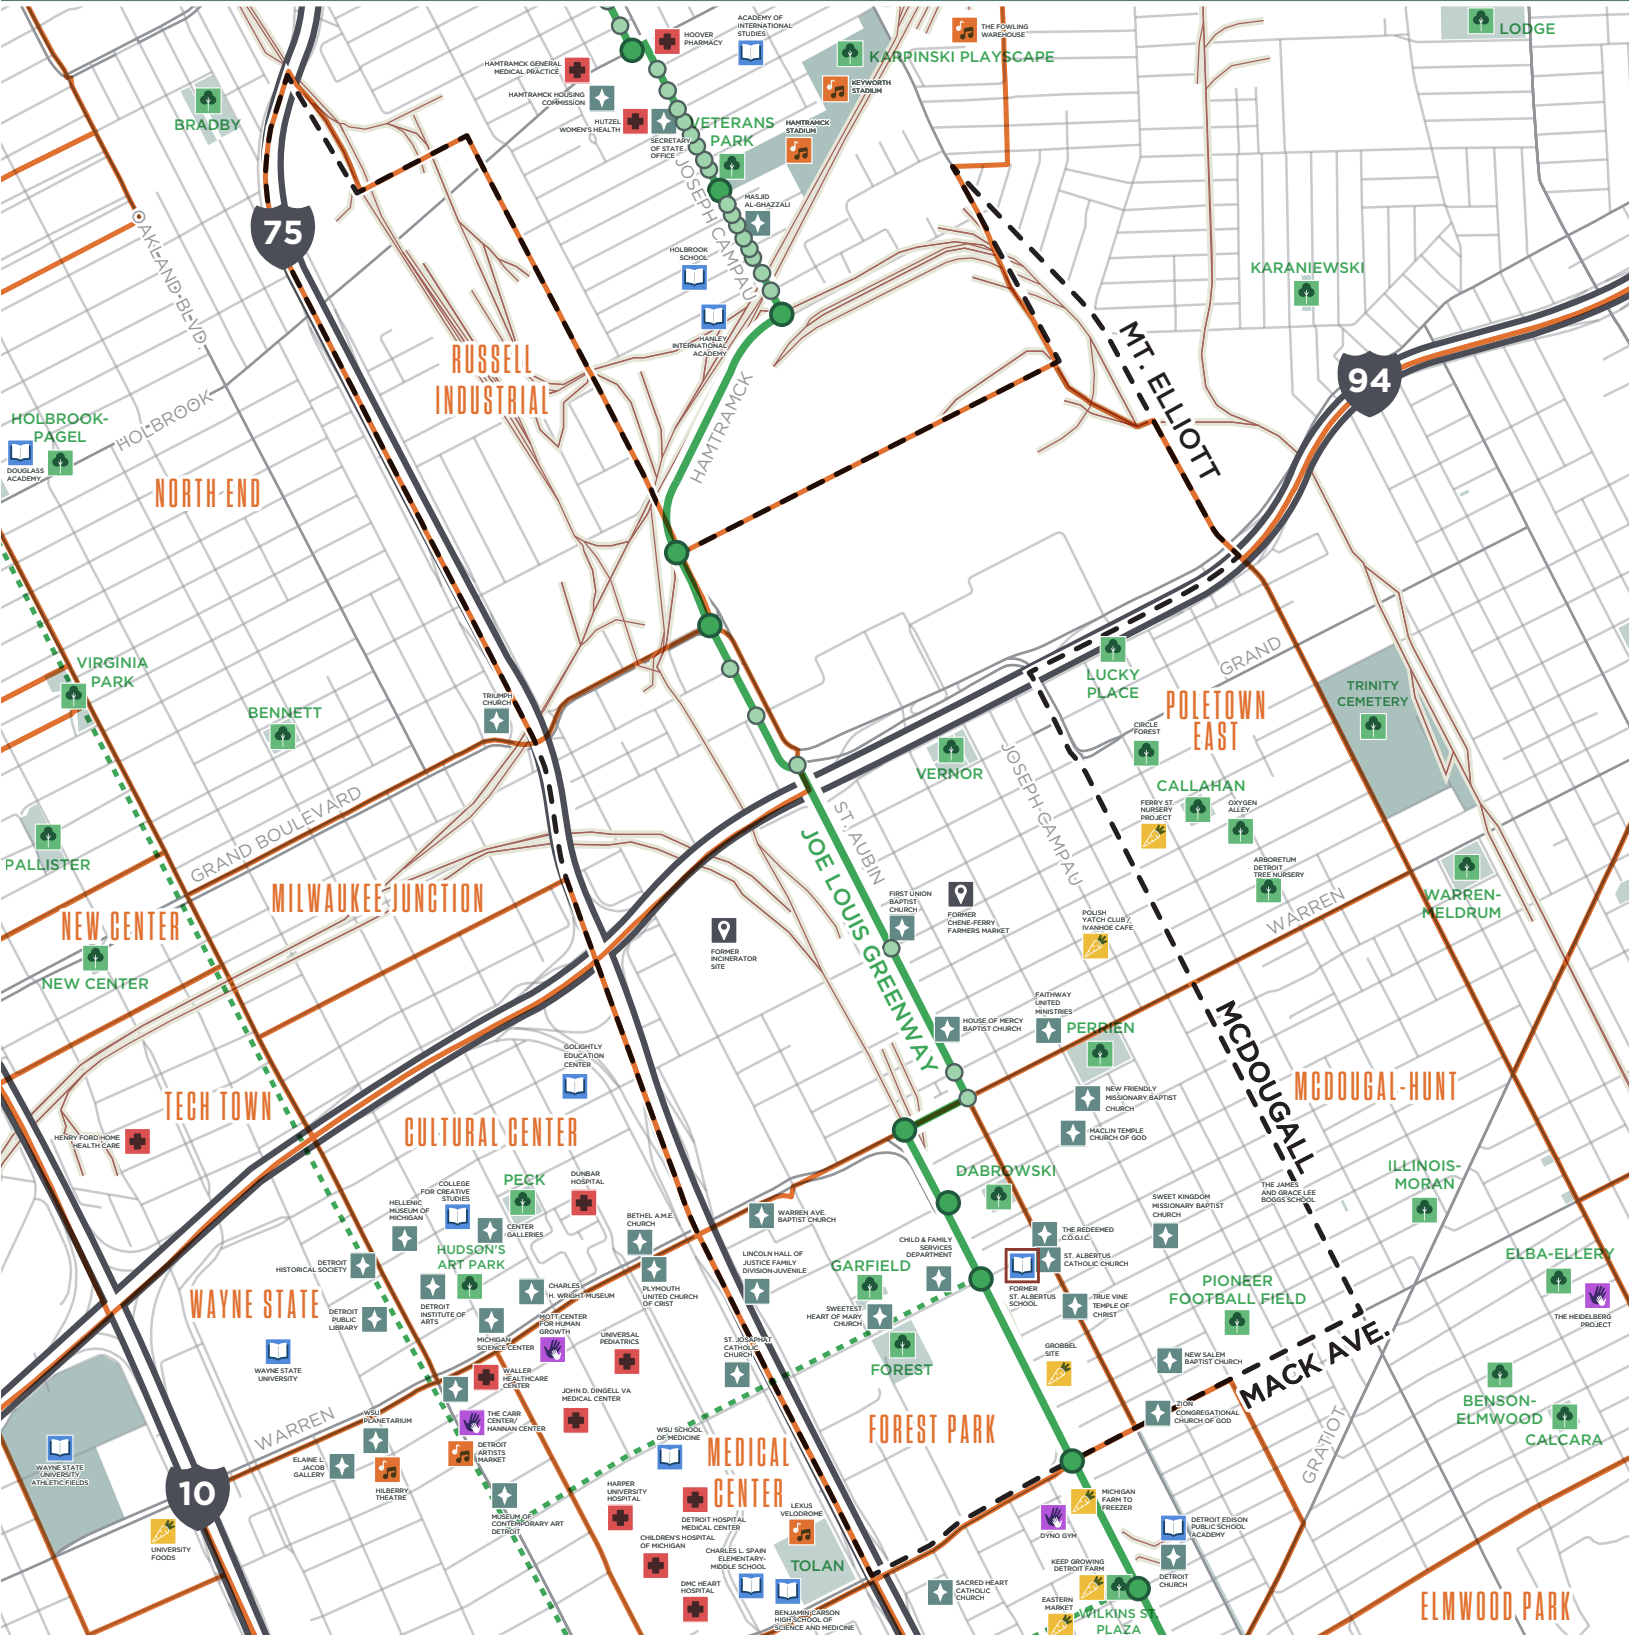 LODGE
KARPINSKI PLAYSCAPE
THE FOWLING
WAREHOUSE
ACADEMY OF
INTERNATIONAL
STUDIES
HOOVER
PHARMACY
HAMTRAMCK GENERAL
MEDICAL PRACTICE
HAMTRAMCK HOUSING
COMMISSION
HUTZEL
WOMEN'S HEALTH
SECRETARY
OF STATE
OFFICE
KEYWORTH
STADIUM
HAMTRAMCK
STADIUM
VETERANS
PARK
BRADBY
MASJID
AL-GHAZZALI
HOLBROOK
SCHOOL
HANLEY
INTERNATIONAL
ACADEMY
JOSEPH CAMPAU
OAKLAND BLVD.
75
KARANIEWSKI
94
MT. ELLIOTT
RUSSELL
INDUSTRIAL
HAMTRAMCK
HOLBROOK
HOLBROOK-
PAGEL
DOUGLASS
ACADEMY
NORTH END
VIRGINIA
PARK
BENNETT
TRIUMPH
CHURCH
PALLISTER
GRAND BOULEVARD
MILWAUKEE JUNCTION
NEW CENTER
NEW CENTER
GRAND
LUCKY
PLACE
POLETOWN
EAST
TRINITY
CEMETERY
CIRCLE
FOREST
VERNOR
JOSEPH CAMPAU
ST. AUBIN
JOE LOUIS GREENWAY
CALLAHAN
FERRY ST.
NURSERY
PROJECT
OXYGEN
ALLEY
ARBORETUM
DETROIT
TREE NURSERY
WARREN
WARREN-
MELDRUM
FIRST UNION
BAPTIST
CHURCH
FORMER
CHENE-FERRY
FARMERS MARKET
POLISH
YATCH CLUB /
IVANHOE CAFE
FORMER
INCINERATOR
SITE
FAITHWAY
UNITED
MINISTRIES
HOUSE OF MERCY
BAPTIST CHURCH
PERRIEN
NEW FRIENDLY
MISSIONARY BAPTIST
CHURCH
MACLIN TEMPLE
CHURCH OF GOD
MCDOUGALL
MCDOUGAL-HUNT
GOLIGHTLY
EDUCATION
CENTER
TECH TOWN
HENRY FORD HOME
HEALTH CARE
CULTURAL CENTER
DABROWSKI
ILLINOIS-
MORAN
THE JAMES
AND GRACE LEE
BOGGS SCHOOL
SWEET KINGDOM
MISSIONARY BAPTIST
CHURCH
COLLEGE
FOR CREATIVE
STUDIES
PECK
DUNBAR
HOSPITAL
HELLENIC
MUSEUM OF
MICHIGAN
CENTER
GALLERIES
BETHEL A.M.E.
CHURCH
WARREN AVE.
BAPTIST CHURCH
THE REDEEMED
C.O.G.I.C.
ST. ALBERTUS
CATHOLIC CHURCH
CHILD & FAMILY
SERVICES
DEPARTMENT
LINCOLN HALL OF
JUSTICE FAMILY
DIVISION-JUVENILE
GARFIELD
FORMER
ST. ALBERTUS
SCHOOL
DETROIT
HISTORICAL SOCIETY
HUDSON'S
ART PARK
CHARLES
H. WRIGHT MUSEUM
PLYMOUTH
UNITED CHURCH
OF CRIST
SWEETEST
HEART OF MARY
CHURCH
TRUE VINE
TEMPLE OF
CHRIST
PIONEER
FOOTBALL FIELD
ELBA-ELLERY
THE HEIDELBERG
PROJECT
WAYNE STATE
DETROIT
PUBLIC
LIBRARY
DETROIT
INSTITUTE OF
ARTS
MICHIGAN
SCIENCE CENTER
MOTT CENTER
FOR HUMAN
GROWTH
UNIVERSAL
PEDIATRICS
ST. JOSAPHAT
CATHOLIC
CHURCH
FOREST
GROBBEL
SITE
NEW SALEM
BAPTIST CHURCH
MACK AVE.
WAYNE STATE
UNIVERSITY
WALLER
HEALTHCARE
CENTER
JOHN D. DINGELL VA
MEDICAL CENTER
BENSON-
ELMWOOD
CALCARA
ZION
CONGREGATIONAL
CHURCH OF GOD
WARREN
WSU
PLANETARIUM
THE CARR
CENTER/
HANNAN CENTER
DETROIT
ARTISTS
MARKET
WSU SCHOOL
OF MEDICINE
MEDICAL
CENTER
FOREST PARK
GRATIOT
WAYNE STATE
UNIVERSITY
ATHLETIC FIELDS
10
ELAINE L.
JACOB
GALLERY
HILBERRY
THEATRE
MUSEUM OF
CONTEMPORARY ART
DETROIT
HARPER
UNIVERSITY
HOSPITAL
DETROIT HOSPITAL
MEDICAL CENTER
LEXUS
VELODROME
MICHIGAN
FARM TO
FREEZER
DYNO GYM
DETROIT EDISON
PUBLIC SCHOOL
ACADEMY
UNIVERSITY
FOODS
CHILDREN'S HOSPITAL
OF MICHIGAN
CHARLES L. SPAIN
ELEMENTARY-
MIDDLE SCHOOL
TOLAN
KEEP GROWING
DETROIT FARM
DETROIT
CHURCH
DMC HEART
HOSPITAL
SACRED HEART
CATHOLIC
CHURCH
EASTERN
MARKET
WILKINS ST.
PLAZA
BENJAMIN CARSON
HIGH SCHOOL OF
SCIENCE AND MEDICINE
ELMWOOD PARK